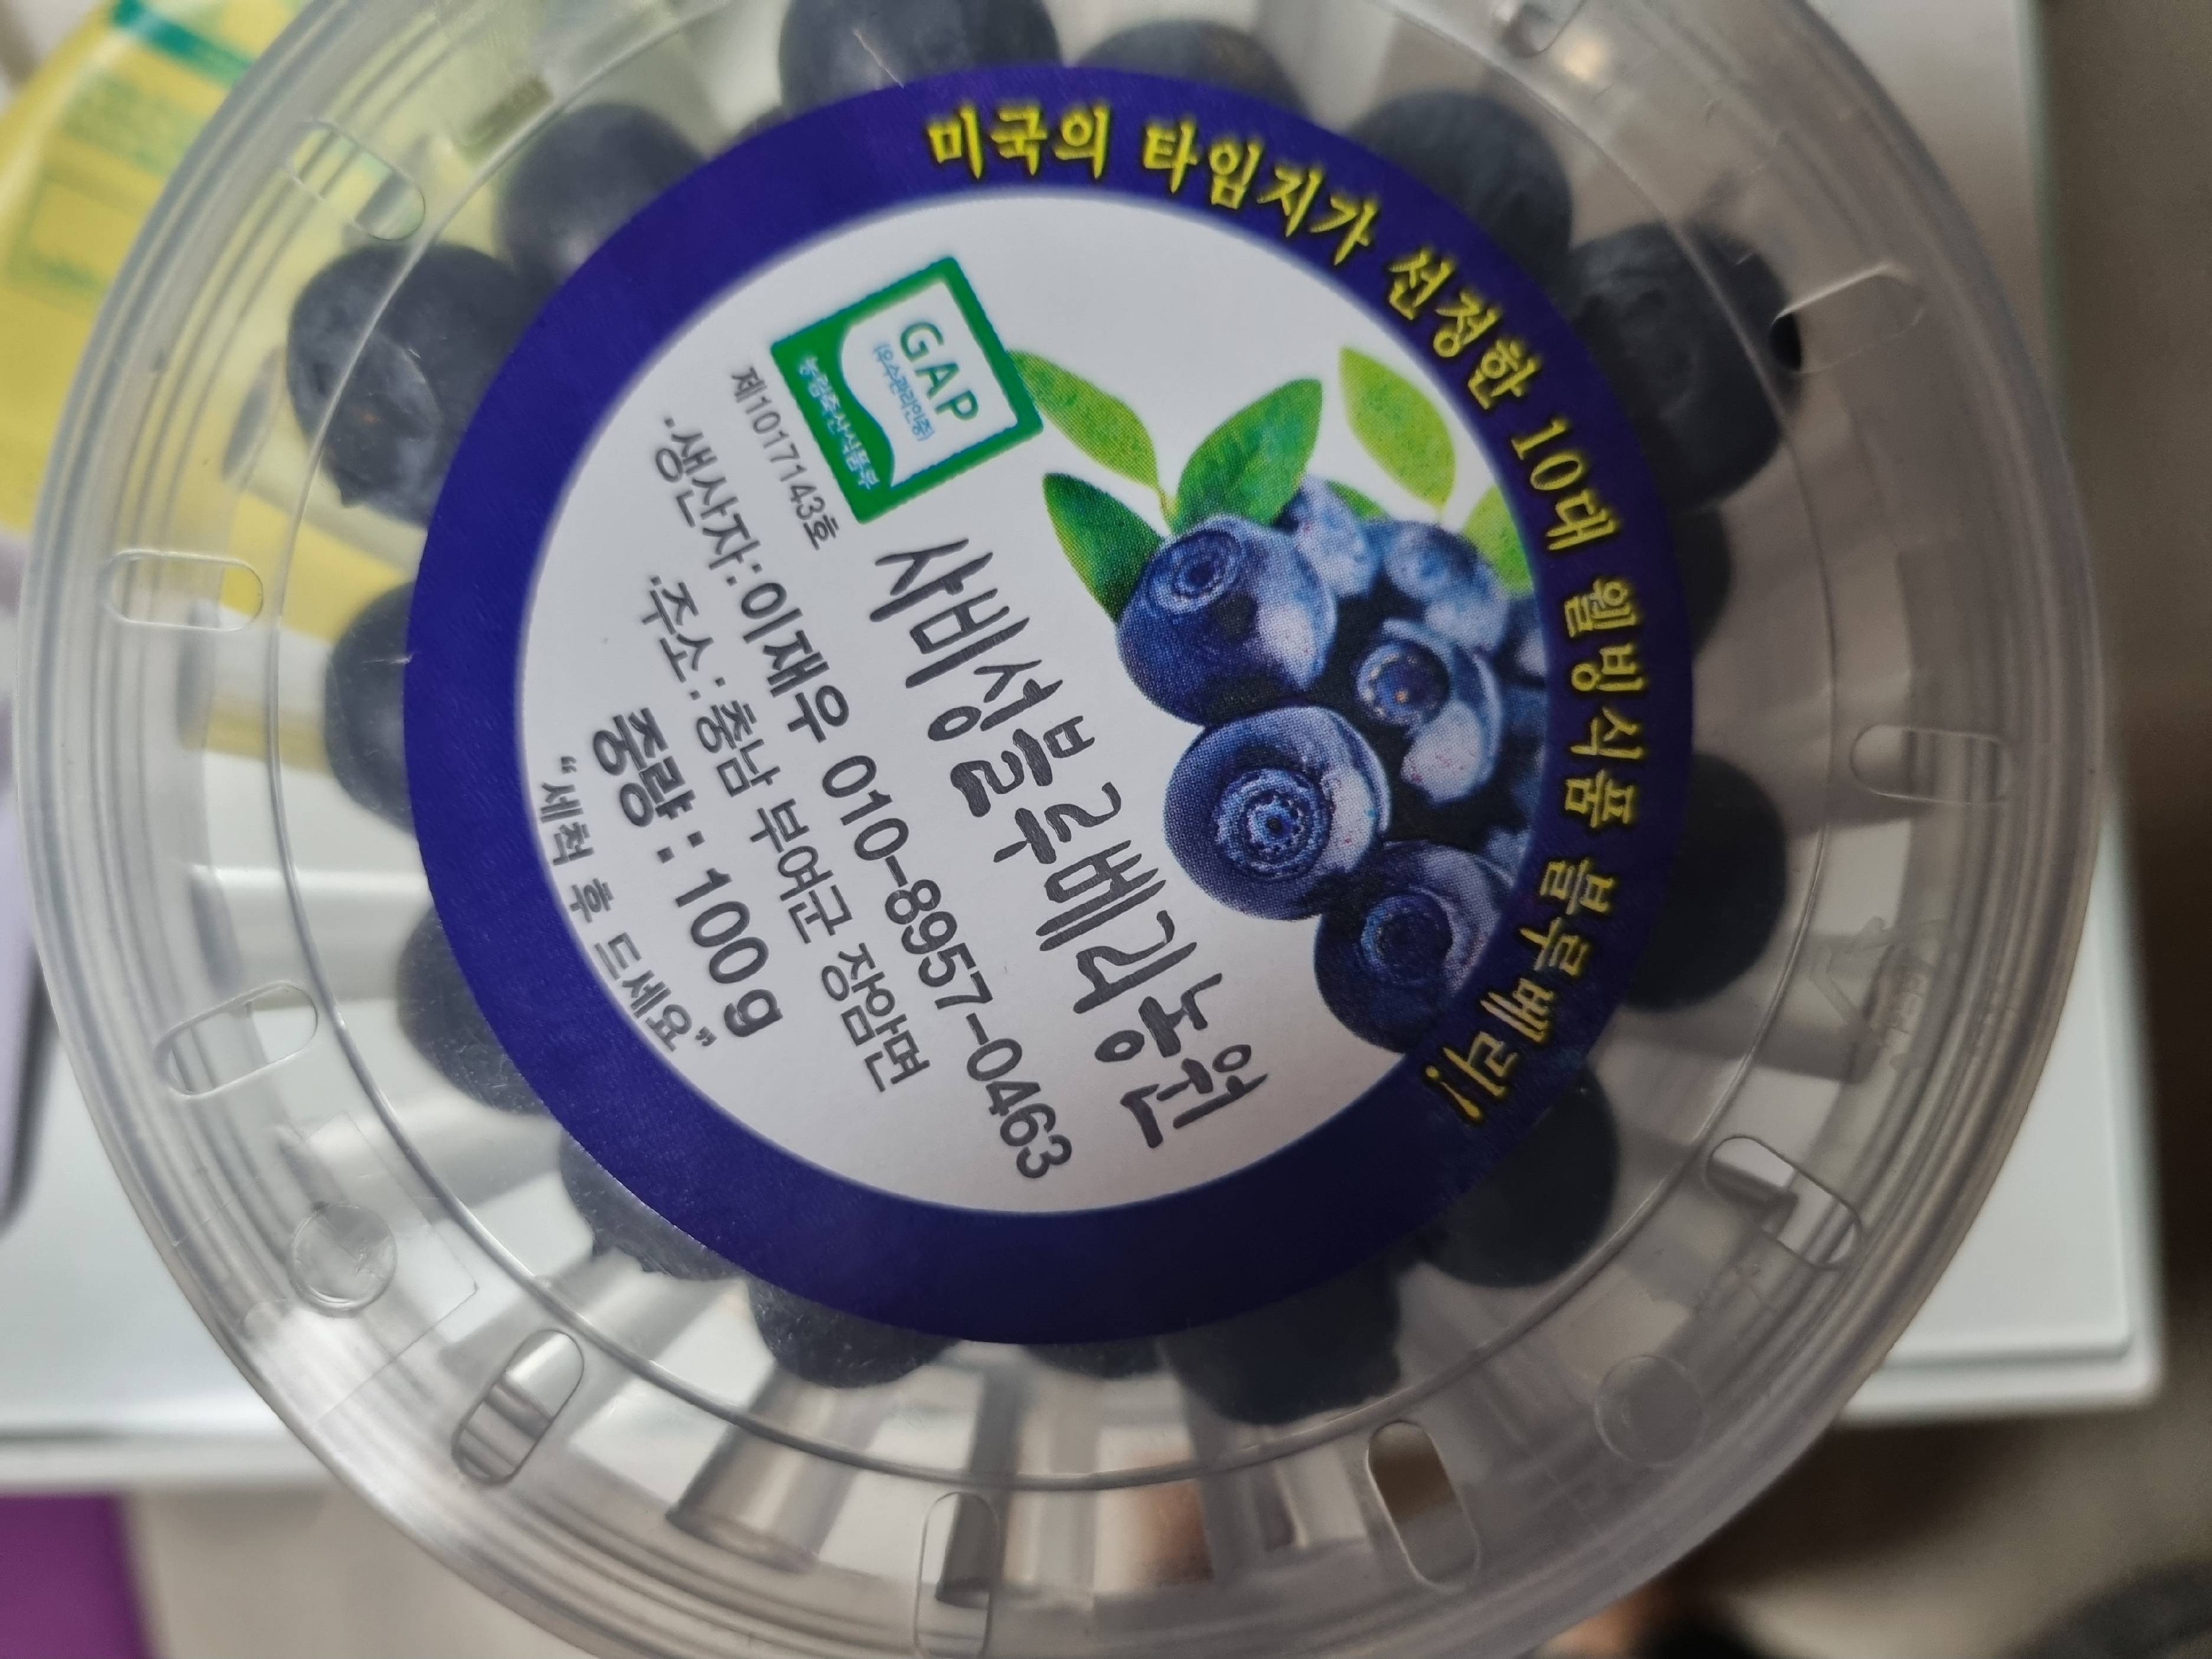 미국의 타임지가 선정한 10대 웰빙식품 블루베리!
GAP
(우수관리인증)
농림축산식품부
제1017143호
사비성블루베리농원
·생산자:이재우 010-8957-0463
·주소:충남 부여군 장암면
중량 : 100g
“세척 후 드세요”